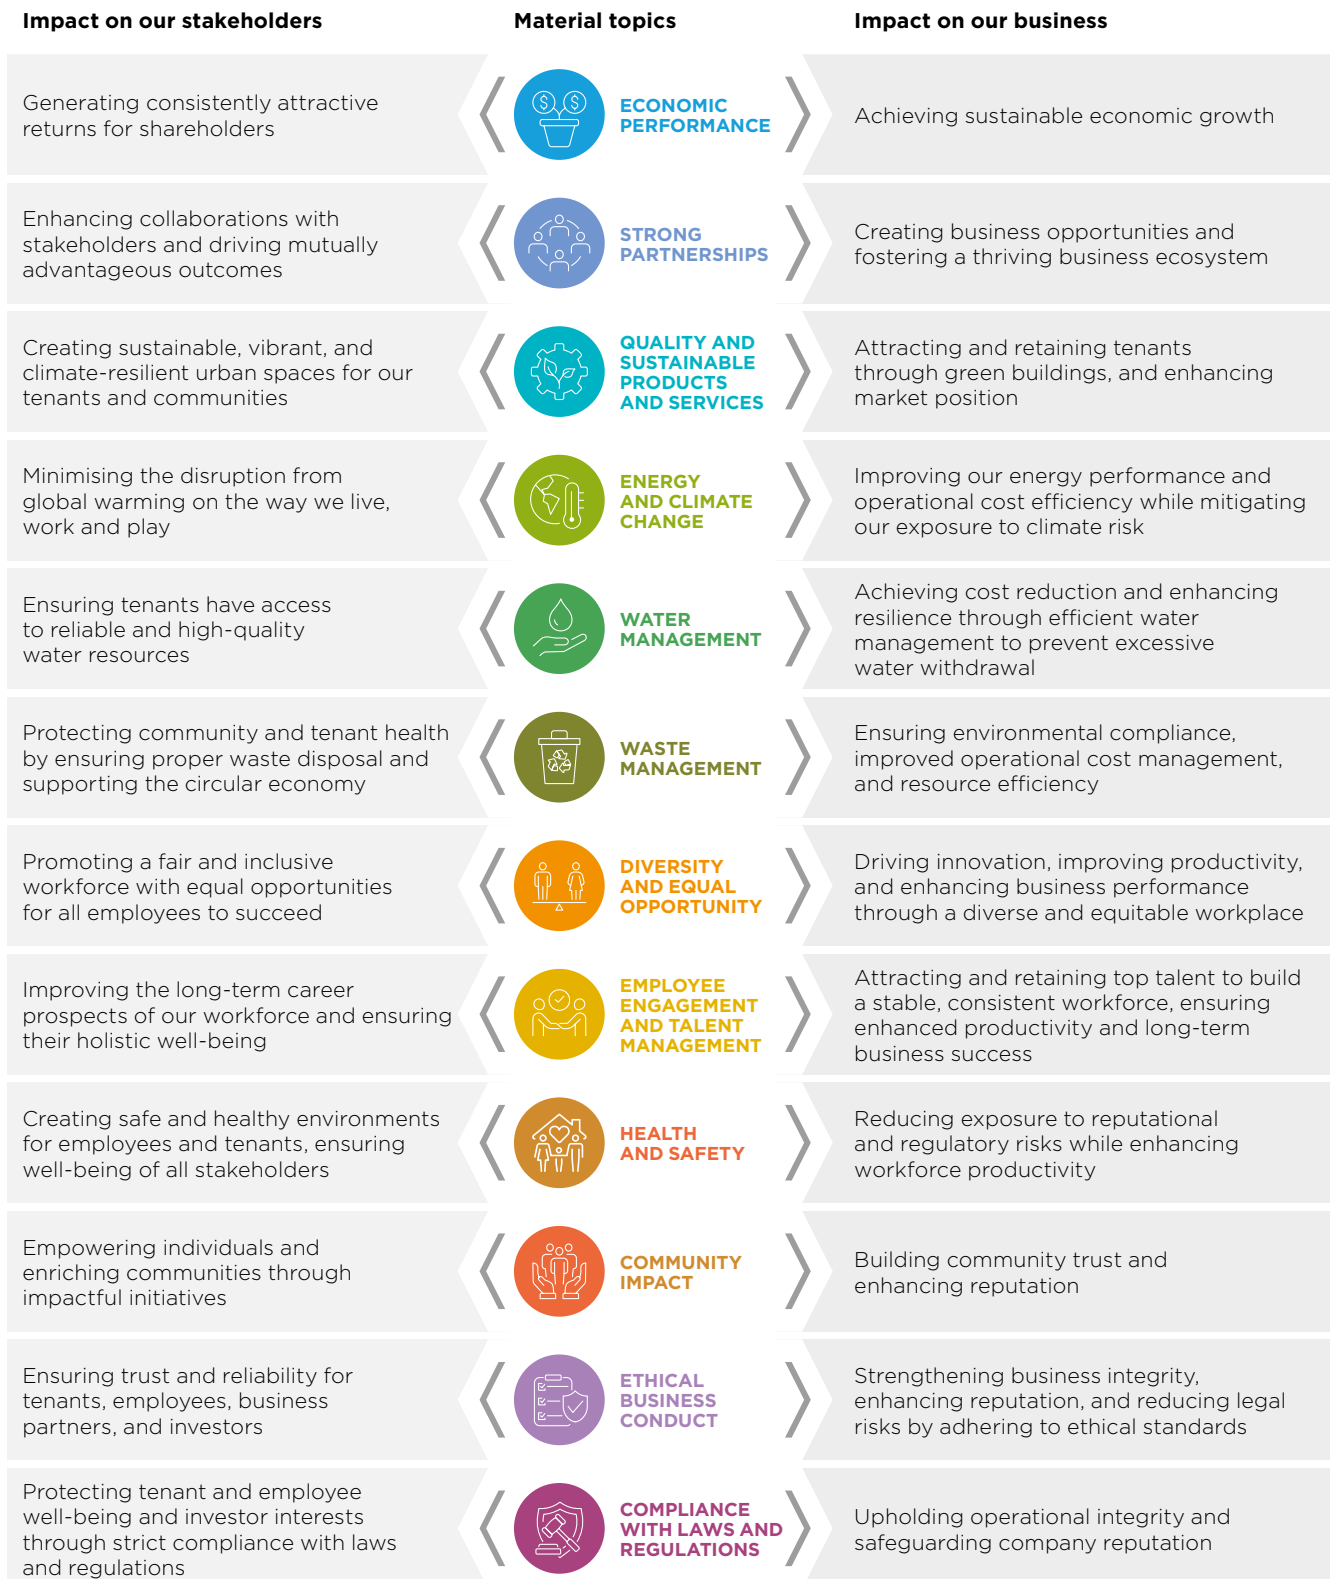 Impact on our stakeholders
Material topics
Impact on our business
Generating consistently attractive
returns for shareholders
$ $
ECONOMIC
PERFORMANCE
Achieving sustainable economic growth
Enhancing collaborations with
stakeholders and driving mutually
advantageous outcomes
STRONG
PARTNERSHIPS
Creating business opportunities and
fostering a thriving business ecosystem
Creating sustainable, vibrant, and
climate-resilient urban spaces for our
tenants and communities
QUALITY AND
SUSTAINABLE
PRODUCTS
AND SERVICES
Attracting and retaining tenants
through green buildings, and enhancing
market position
Minimising the disruption from
global warming on the way we live,
work and play
ENERGY
AND CLIMATE
CHANGE
Improving our energy performance and
operational cost efficiency while mitigating
our exposure to climate risk
Ensuring tenants have access
to reliable and high-quality
water resources
WATER
MANAGEMENT
Achieving cost reduction and enhancing
resilience through efficient water
management to prevent excessive
water withdrawal
Protecting community and tenant health
by ensuring proper waste disposal and
supporting the circular economy
WASTE
MANAGEMENT
Ensuring environmental compliance,
improved operational cost management,
and resource efficiency
Promoting a fair and inclusive
workforce with equal opportunities
for all employees to succeed
DIVERSITY
AND EQUAL
OPPORTUNITY
Driving innovation, improving productivity,
and enhancing business performance
through a diverse and equitable workplace
Improving the long-term career
prospects of our workforce and ensuring
their holistic well-being
EMPLOYEE
ENGAGEMENT
AND TALENT
MANAGEMENT
Attracting and retaining top talent to build
a stable, consistent workforce, ensuring
enhanced productivity and long-term
business success
Creating safe and healthy environments
for employees and tenants, ensuring
well-being of all stakeholders
HEALTH
AND SAFETY
Reducing exposure to reputational
and regulatory risks while enhancing
workforce productivity
Empowering individuals and
enriching communities through
impactful initiatives
COMMUNITY
IMPACT
Building community trust and
enhancing reputation
Ensuring trust and reliability for
tenants, employees, business
partners, and investors
ETHICAL
BUSINESS
CONDUCT
Strengthening business integrity,
enhancing reputation, and reducing legal
risks by adhering to ethical standards
Protecting tenant and employee
well-being and investor interests
through strict compliance with laws
and regulations
COMPLIANCE
WITH LAWS AND
REGULATIONS
Upholding operational integrity and
safeguarding company reputation